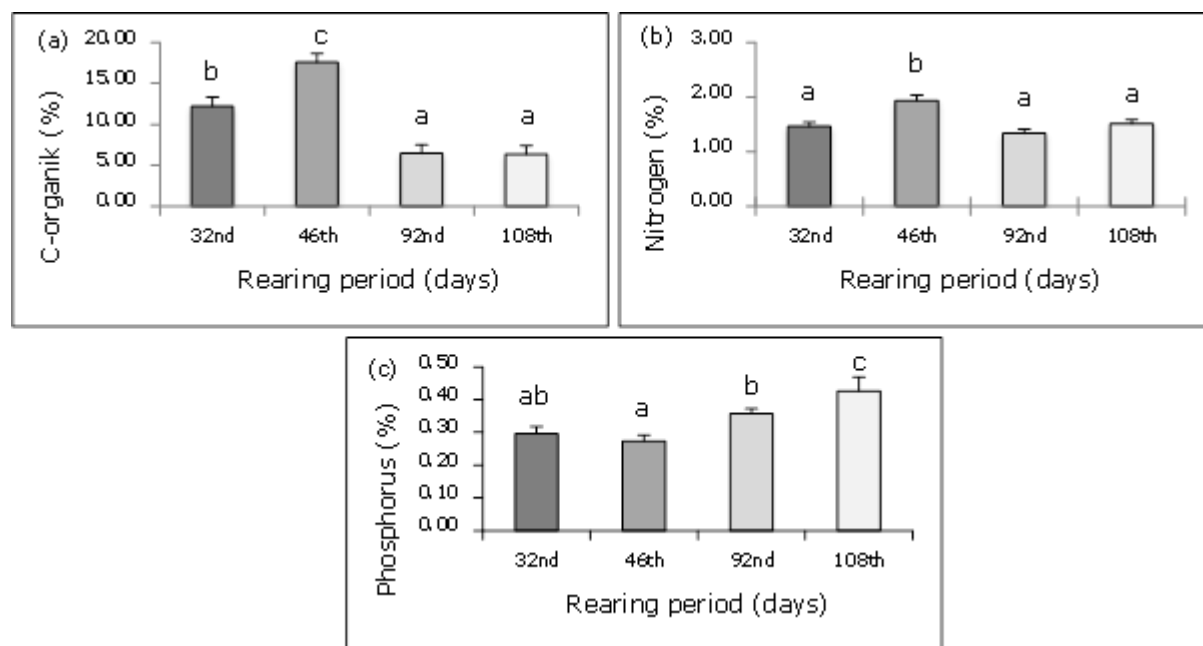 (a)
C-organik (%)
20.00
15.00
10.00
5.00
0.00
b
c
a
a
32nd 46th 92nd 108th
Rearing period (days)
(b)
Nitrogen (%)
3.00
2.00
1.00
0.00
a
b
a
a
32nd 46th 92nd 108th
Rearing period (days)
(c)
Phosphorus (%)
0.50
0.40
0.30
0.20
0.10
0.00
ab
a
b
c
32nd 46th 92nd 108th
Rearing period (days)